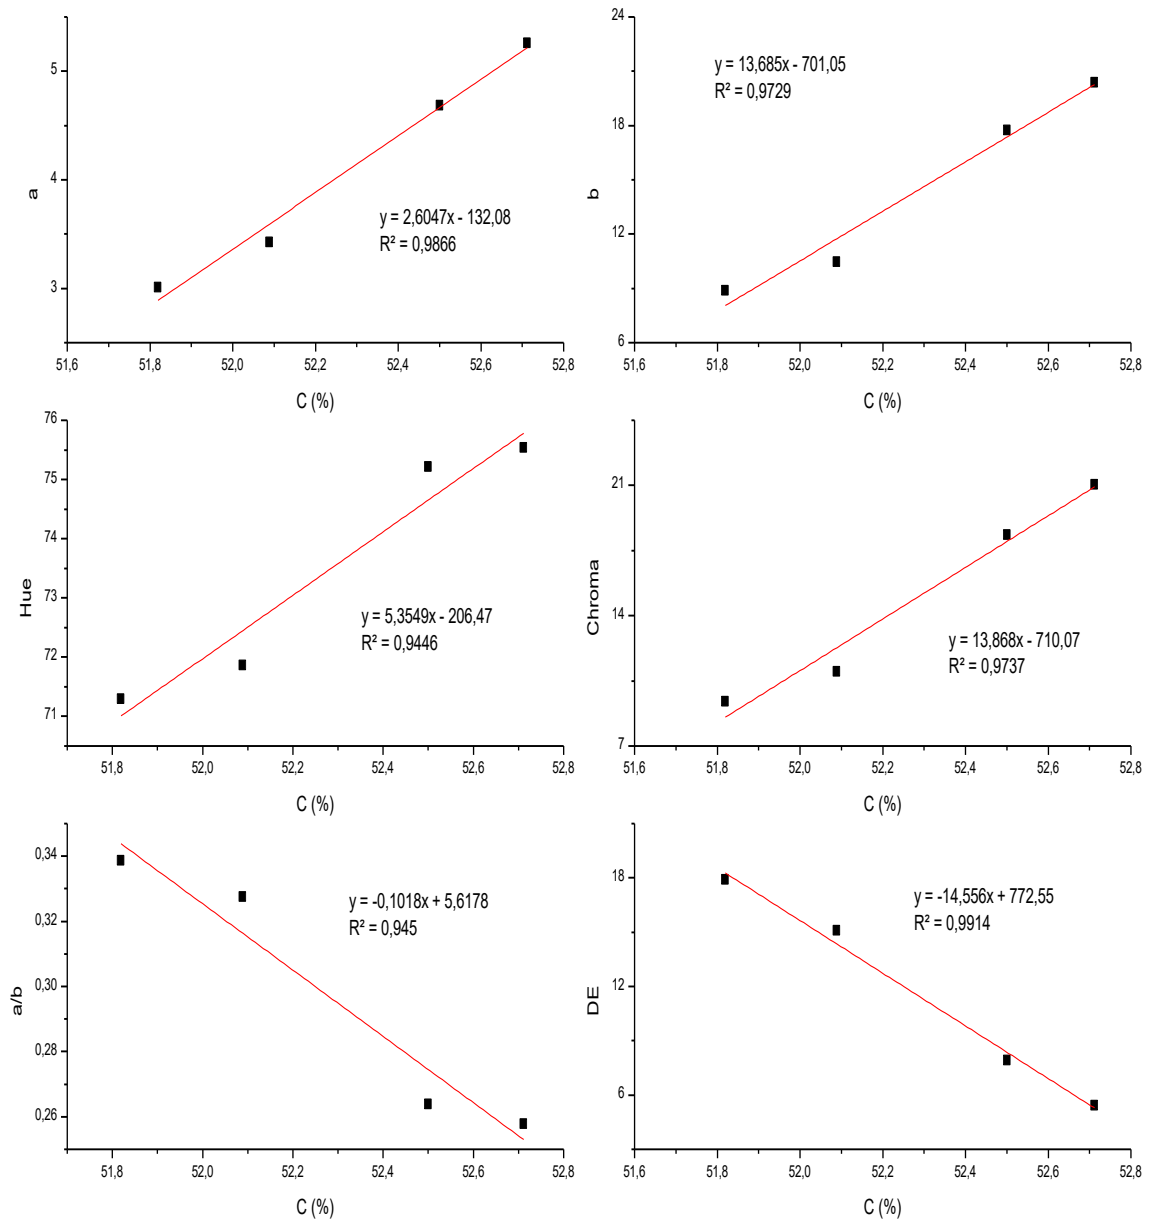 a
5
4
3
y = 2,6047x - 132,08
R² = 0,9866
51,6 51,8 52,0 52,2 52,4 52,6 52,8
C (%)
b
24
18
12
6
y = 13,685x - 701,05
R² = 0,9729
51,6 51,8 52,0 52,2 52,4 52,6 52,8
C (%)
Hue
76
75
74
73
72
71
y = 5,3549x - 206,47
R² = 0,9446
51,8 52,0 52,2 52,4 52,6 52,8
C (%)
Chroma
21
14
7
y = 13,868x - 710,07
R² = 0,9737
51,6 51,8 52,0 52,2 52,4 52,6 52,8
C (%)
a/b
0,34
0,32
0,30
0,28
0,26
y = -0,1018x + 5,6178
R² = 0,945
51,8 52,0 52,2 52,4 52,6 52,8
C (%)
DE
18
12
6
y = -14,556x + 772,55
R² = 0,9914
51,6 51,8 52,0 52,2 52,4 52,6 52,8
C (%)